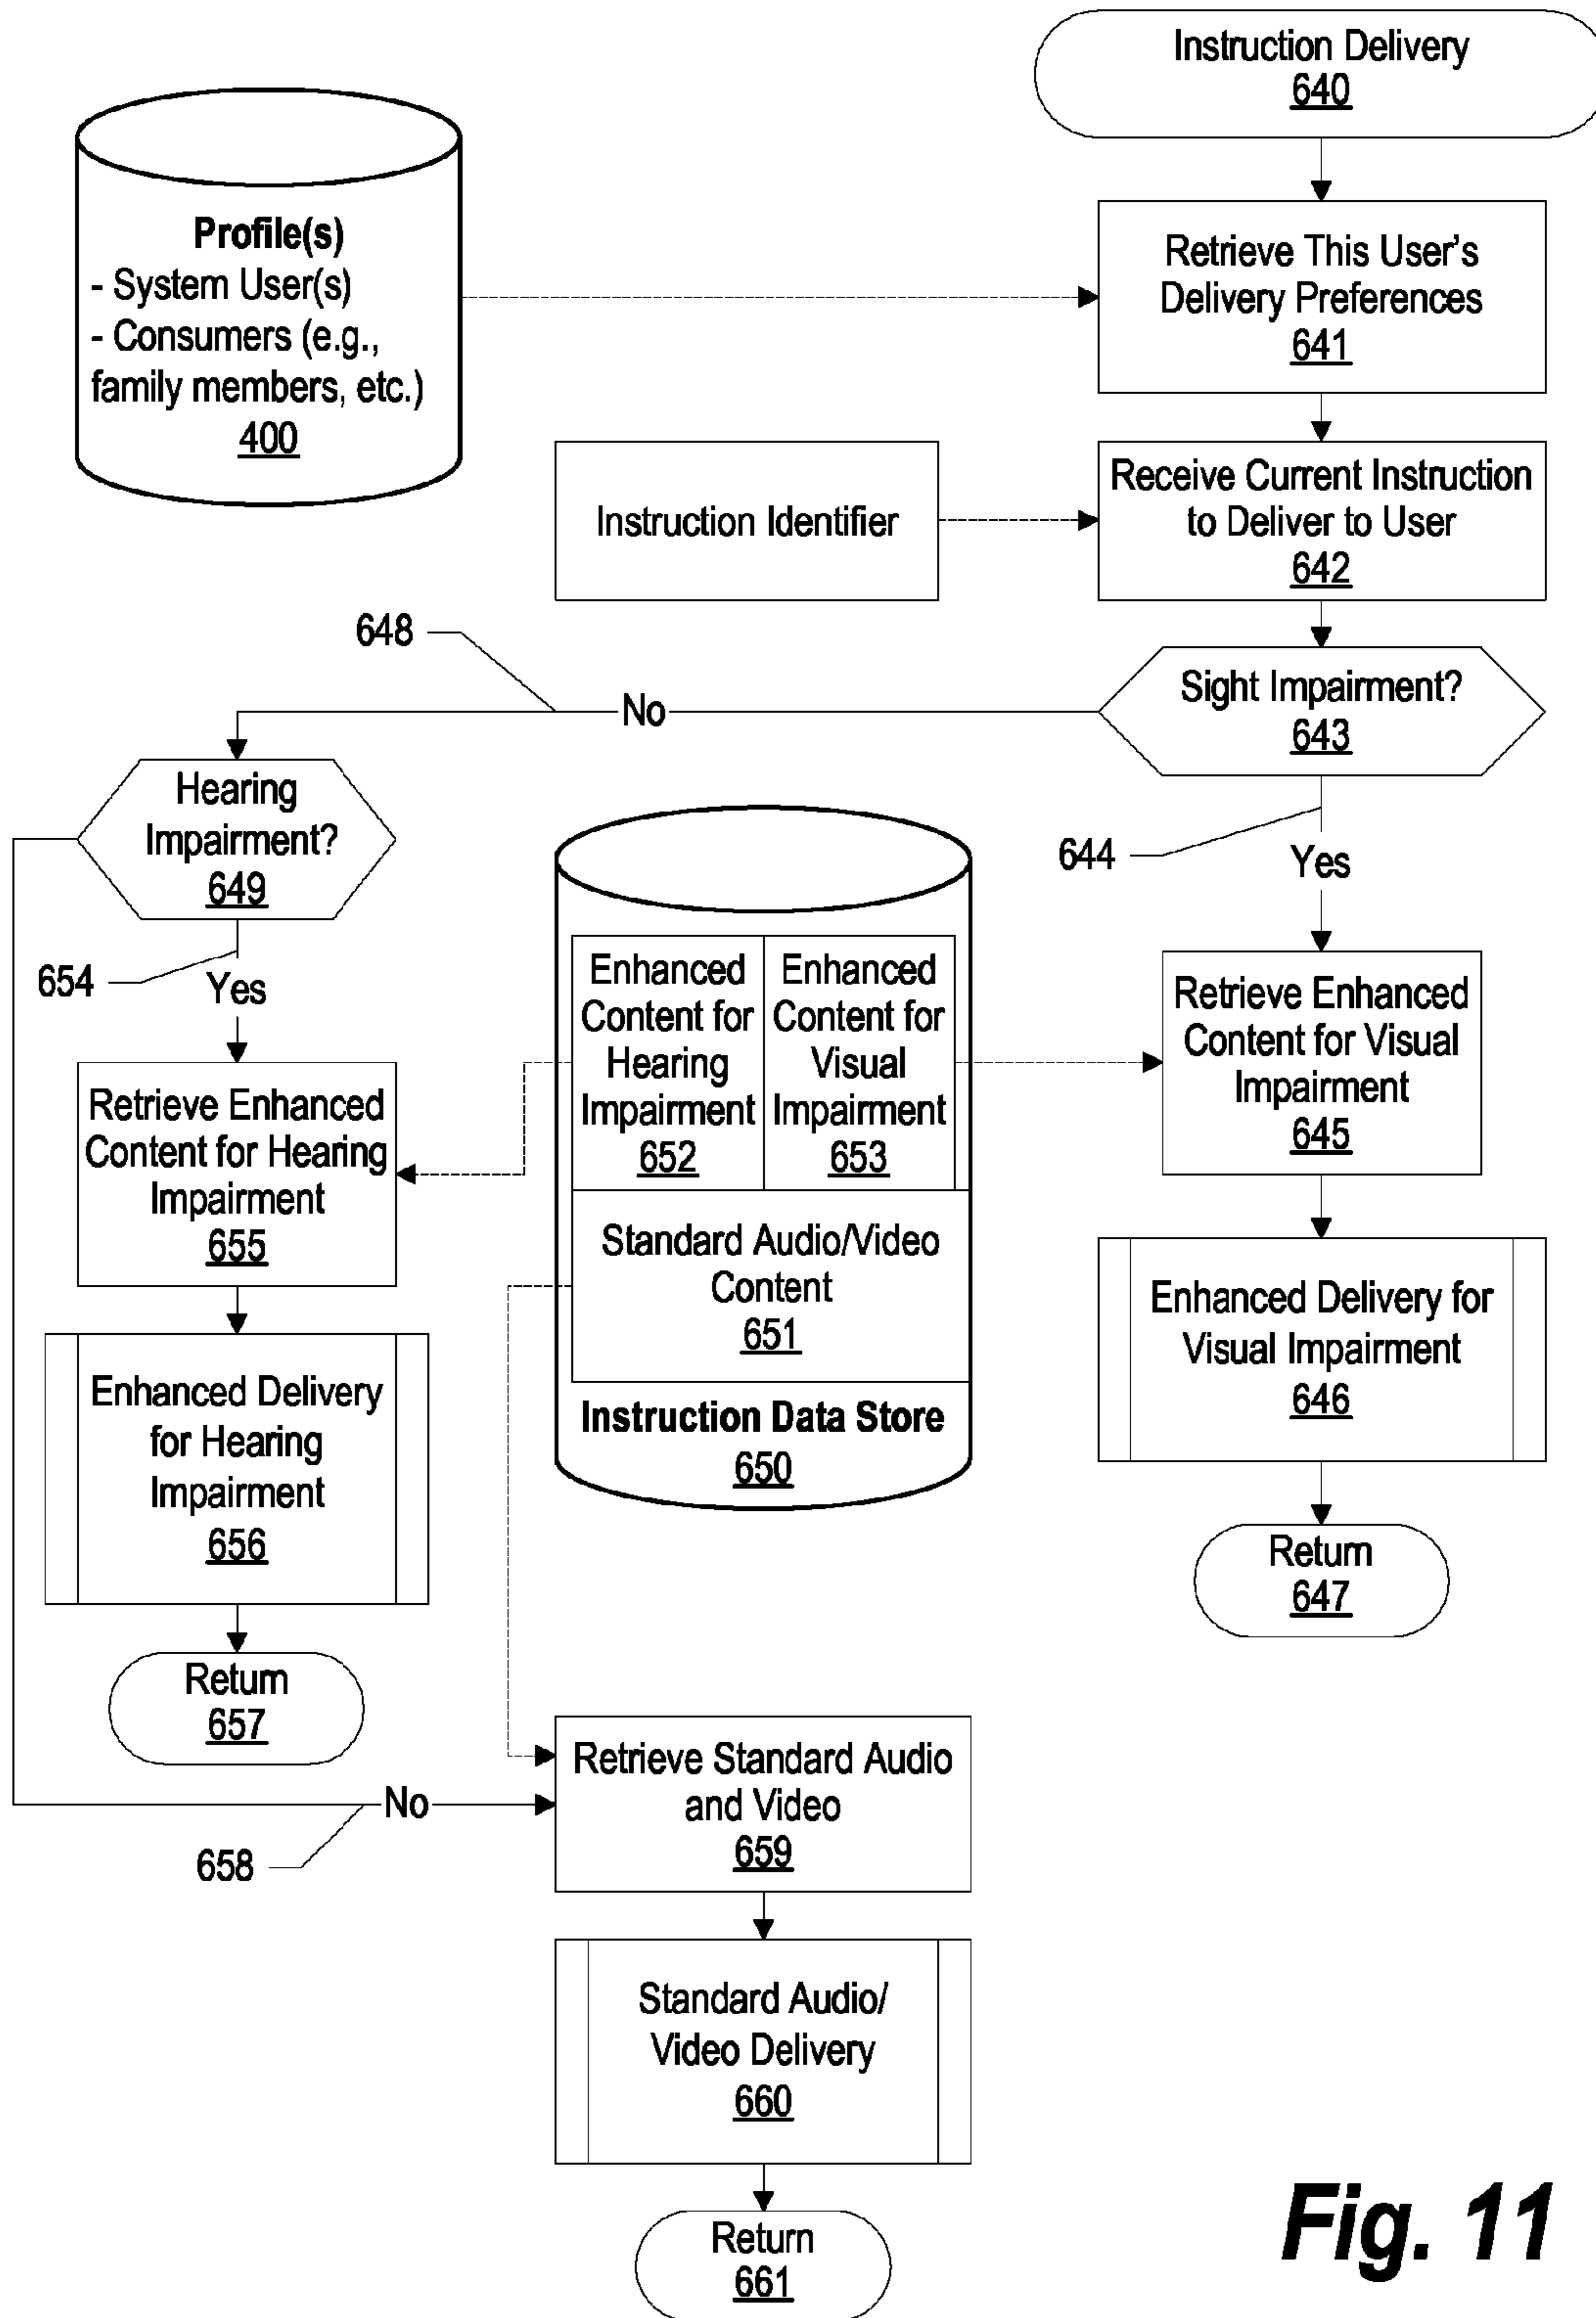 Instruction Delivery
640
Profile(s)
- System User(s)
- Consumers (e.g.,
family members, etc.)
400
Retrieve This User's
Delivery Preferences
641
Instruction Identifier
Receive Current Instruction
to Deliver to User
642
648
No
Sight Impairment?
643
Hearing
Impairment?
649
644
Yes
654
Yes
Enhanced
Content for
Hearing
Impairment
652
Enhanced
Content for
Visual
Impairment
653
Retrieve Enhanced
Content for Visual
Impairment
645
Retrieve Enhanced
Content for Hearing
Impairment
655
Standard Audio/Video
Content
651
Instruction Data Store
650
Enhanced Delivery for
Visual Impairment
646
Enhanced Delivery
for Hearing
Impairment
656
Return
647
Return
657
Retrieve Standard Audio
and Video
659
No
658
Standard Audio/
Video Delivery
660
Return
661
Fig. 11